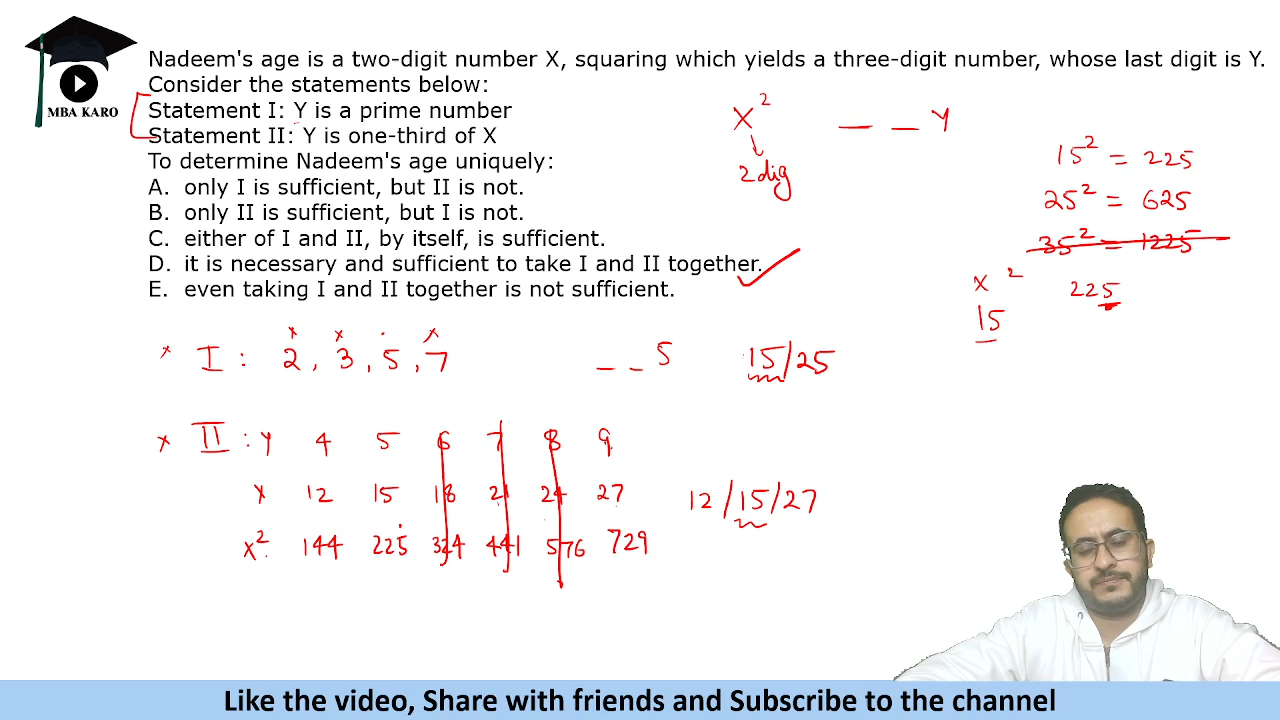 MBA KARO
Nadeem's age is a two-digit number X, squaring which yields a three-digit number, whose last digit is Y.
Consider the statements below:
Statement I: Y is a prime number
Statement II: Y is one-third of X
To determine Nadeem's age uniquely:
A. only I is sufficient, but II is not.
B. only II is sufficient, but I is not.
C. either of I and II, by itself, is sufficient.
D. it is necessary and sufficient to take I and II together.
E. even taking I and II together is not sufficient.
X² _ _ Y
2 dig
15² = 225
25² = 625
35² = 1225
x² 225
15
x I : 2, 3, 5, 7 _ _ 5 15/25
x x . x
x II : Y 4 5 6 7 8 9
x 12 15 18 21 24 27 12/15/27
x² 144 225 324 441 576 729
Like the video, Share with friends and Subscribe to the channel